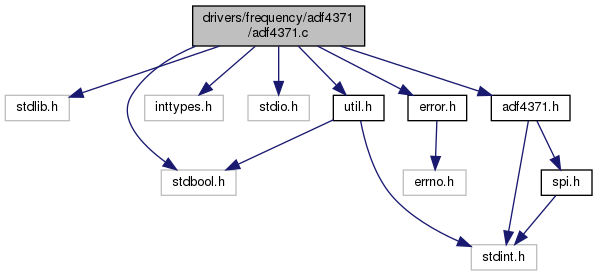 drivers/frequency/adf4371
/adf4371.c
stdlib.h
inttypes.h
stdio.h
util.h
error.h
adf4371.h
stdbool.h
errno.h
spi.h
stdint.h